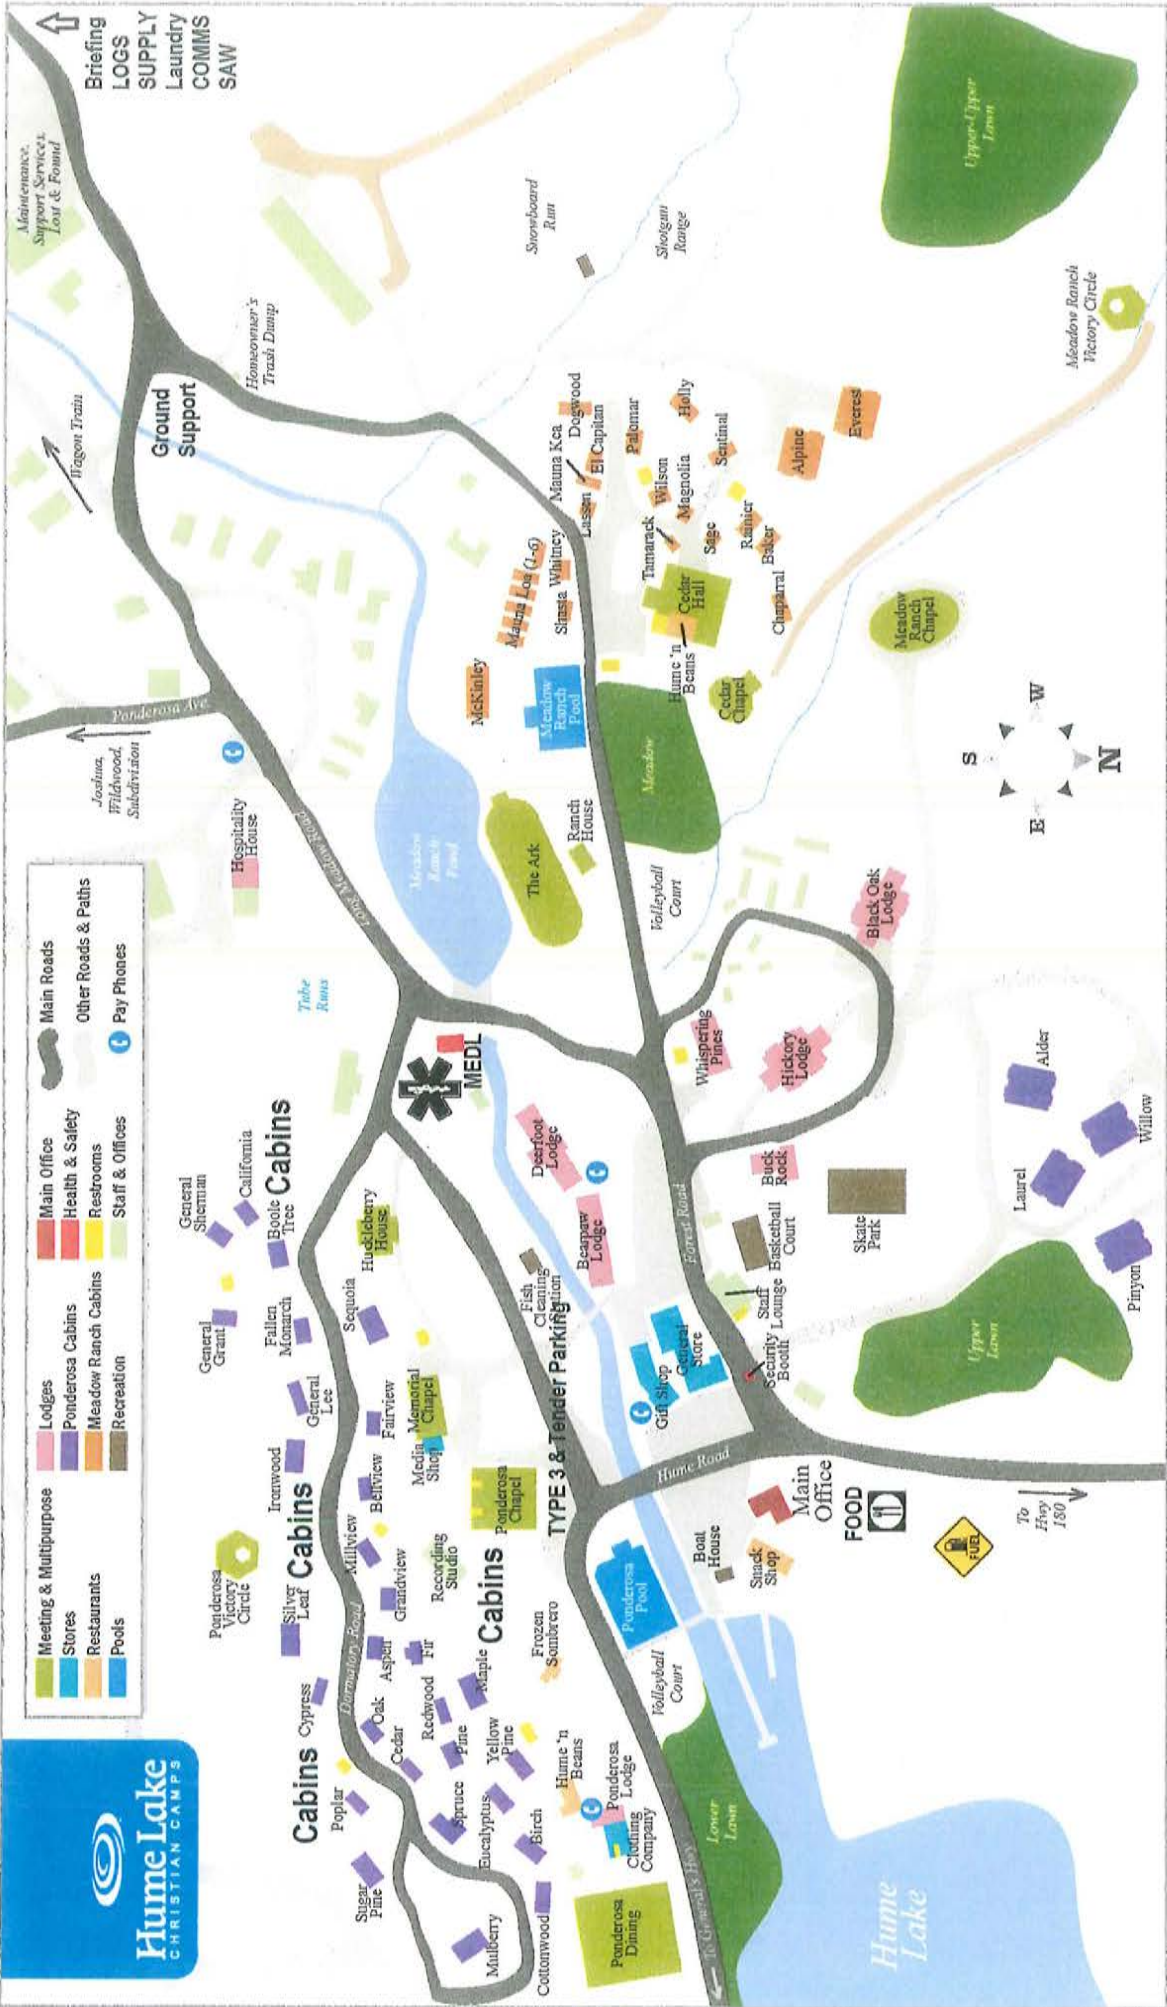 Hume Lake
CHRISTIAN CAMPS
Meeting & Multipurpose
Stores
Restaurants
Pools
Lodges
Ponderosa Cabins
Meadow Ranch Cabins
Recreation
Main Office
Health & Safety
Restrooms
Staff & Offices
Main Roads
Other Roads & Paths
Pay Phones
Joshua,
Wildwood,
Subdivision
Ponderosa Ave
Wagon Train
Maintenance,
Support Services,
Lost & Found
Briefing
LOGS
SUPPLY
Laundry
COMMS
SAW
Ground
Support
Homeowner's
Trash Dump
Hospitality
House
Long Meadow Road
Tube
Runs
Snowboard
Run
Shotgun
Range
Upper-Upper
Lawn
Meadow Ranch
Victory Circle
Ponderosa
Victory
Circle
General
Sherman
California
General
Grant
Boole
Tree
Cabins
Fallen
Monarch
General
Lee
Ironwood
Cabins
Silver
Leaf
Cypress
Cabins
Poplar
Sugar
Pine
Dormatory Road
Huckleberry
House
Sequoia
Fairview
Bellview
Millview
Grandview
Aspen
Oak
Cedar
Memorial
Chapel
Media
Shop
Recording
Studio
Fir
Redwood
Pine
Spruce
Maple
Cabins
Ponderosa
Chapel
Yellow
Pine
Eucalyptus
Birch
Mulberry
Cottonwood
Frozen
Sombrero
Hume 'n
Beans
Ponderosa
Lodge
Clothing
Company
Ponderosa
Dining
TYPE 3 & Tender Parking
Fish
Cleaning
Station
MEDL
Deerfoot
Lodge
Bearpaw
Lodge
Meadow
Ranch
Pond
The Ark
Ranch
House
McKinley
Meadow
Ranch
Pool
Mauna Loa (1-6)
Shasta
Whitney
Lassen
Mauna Kea
Dogwood
El Capitan
Palomar
Holly
Wilson
Magnolia
Sentinal
Tamarack
Sage
Rainier
Baker
Alpine
Everest
Chaparral
Cedar
Hall
Hume 'n
Beans
Cedar
Chapel
Meadow
Meadow
Ranch
Chapel
Volleyball
Court
Whispering
Pines
Hickory
Lodge
Black Oak
Lodge
Buck
Rock
Forest Road
Basketball
Court
Skate
Park
Staff
Lounge
Security
Booth
General
Store
Gift Shop
Hume Road
Ponderosa
Pool
Volleyball
Court
Boat
House
Snack
Shop
Main
Office
FOOD
FUEL
To
Hwy
180
Upper
Lawn
Laurel
Alder
Willow
Pinyon
Lower
Lawn
To General's Hwy
Hume
Lake
S
E
W
N